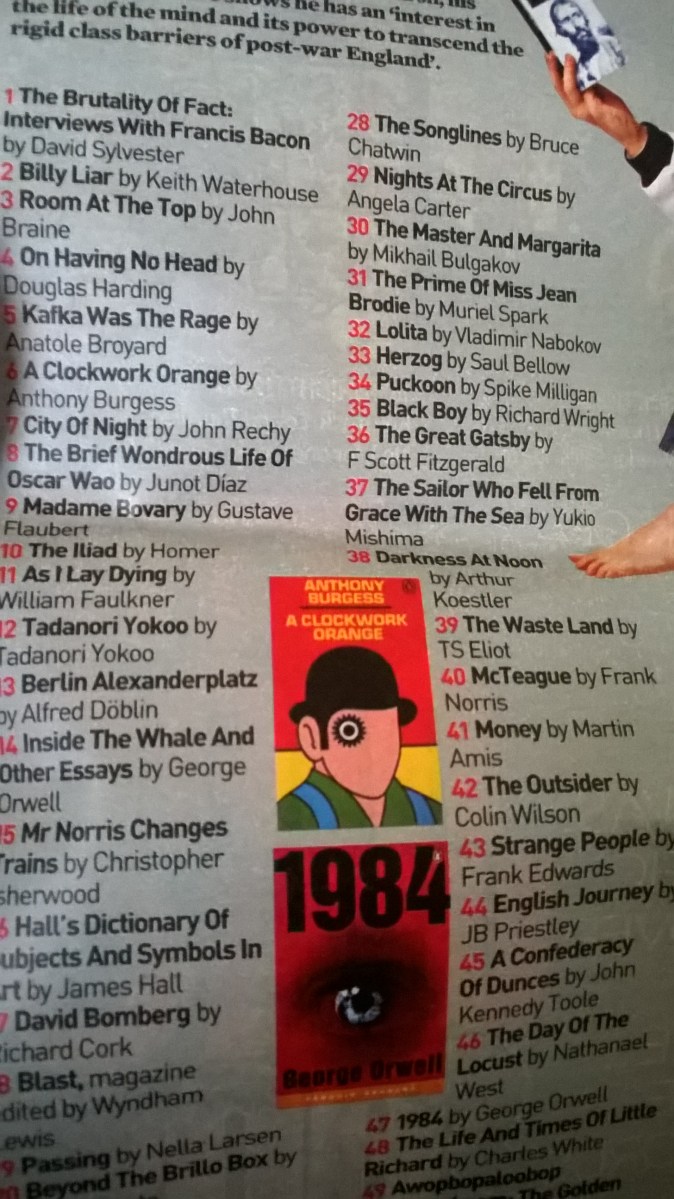 he has an 'interest in
the life of the mind and its power to transcend the
rigid class barriers of post-war England'.
1 The Brutality Of Fact:
Interviews With Francis Bacon
by David Sylvester
2 Billy Liar by Keith Waterhouse
3 Room At The Top by John
Braine
4 On Having No Head by
Douglas Harding
5 Kafka Was The Rage by
Anatole Broyard
6 A Clockwork Orange by
Anthony Burgess
7 City Of Night by John Rechy
8 The Brief Wondrous Life Of
Oscar Wao by Junot Díaz
9 Madame Bovary by Gustave
Flaubert
10 The Iliad by Homer
11 As I Lay Dying by
William Faulkner
12 Tadanori Yokoo by
Tadanori Yokoo
13 Berlin Alexanderplatz
by Alfred Döblin
14 Inside The Whale And
Other Essays by George
Orwell
15 Mr Norris Changes
Trains by Christopher
sherwood
6 Hall's Dictionary Of
ubjects And Symbols In
rt by James Hall
7 David Bomberg by
ichard Cork
8 Blast, magazine
dited by Wyndham
ewis
9 Passing by Nella Larsen
0 Beyond The Brillo Box by
28 The Songlines by Bruce
Chatwin
29 Nights At The Circus by
Angela Carter
30 The Master And Margarita
by Mikhail Bulgakov
31 The Prime Of Miss Jean
Brodie by Muriel Spark
32 Lolita by Vladimir Nabokov
33 Herzog by Saul Bellow
34 Puckoon by Spike Milligan
35 Black Boy by Richard Wright
36 The Great Gatsby by
F Scott Fitzgerald
37 The Sailor Who Fell From
Grace With The Sea by Yukio
Mishima
38 Darkness At Noon
by Arthur
Koestler
39 The Waste Land by
TS Eliot
40 McTeague by Frank
Norris
41 Money by Martin
Amis
42 The Outsider by
Colin Wilson
43 Strange People by
Frank Edwards
44 English Journey by
JB Priestley
45 A Confederacy
Of Dunces by John
Kennedy Toole
46 The Day Of The
Locust by Nathanael
West
47 1984 by George Orwell
48 The Life And Times Of Little
Richard by Charles White
49 Awopbopaloobop
The Golden
ANTHONY
BURGESS
A CLOCKWORK
ORANGE
1984
George Orwell